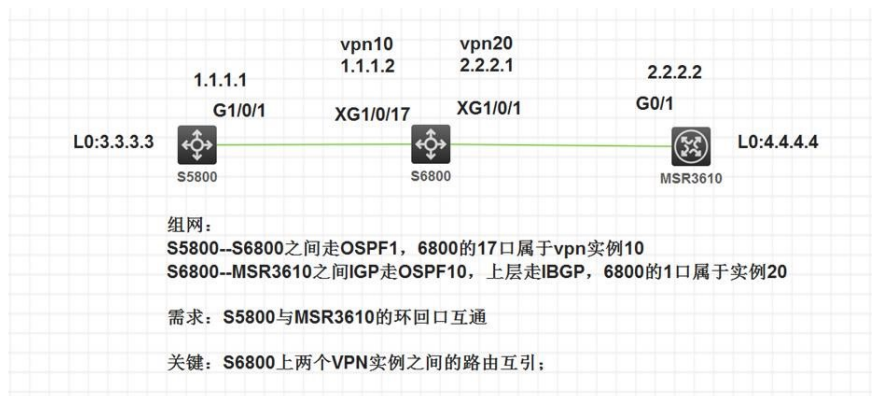 vpn10
vpn20
1.1.1.1
1.1.1.2
2.2.2.1
2.2.2.2
G1/0/1
XG1/0/17
XG1/0/1
G0/1
L0:3.3.3.3
L0:4.4.4.4
S5800
S6800
MSR3610
组网：
S5800--S6800之间走OSPF1，6800的17口属于vpn实例10
S6800--MSR3610之间IGP走OSPF10，上层走IBGP，6800的1口属于实例20
需求：S5800与MSR3610的环回口互通
关键：S6800上两个VPN实例之间的路由互引；